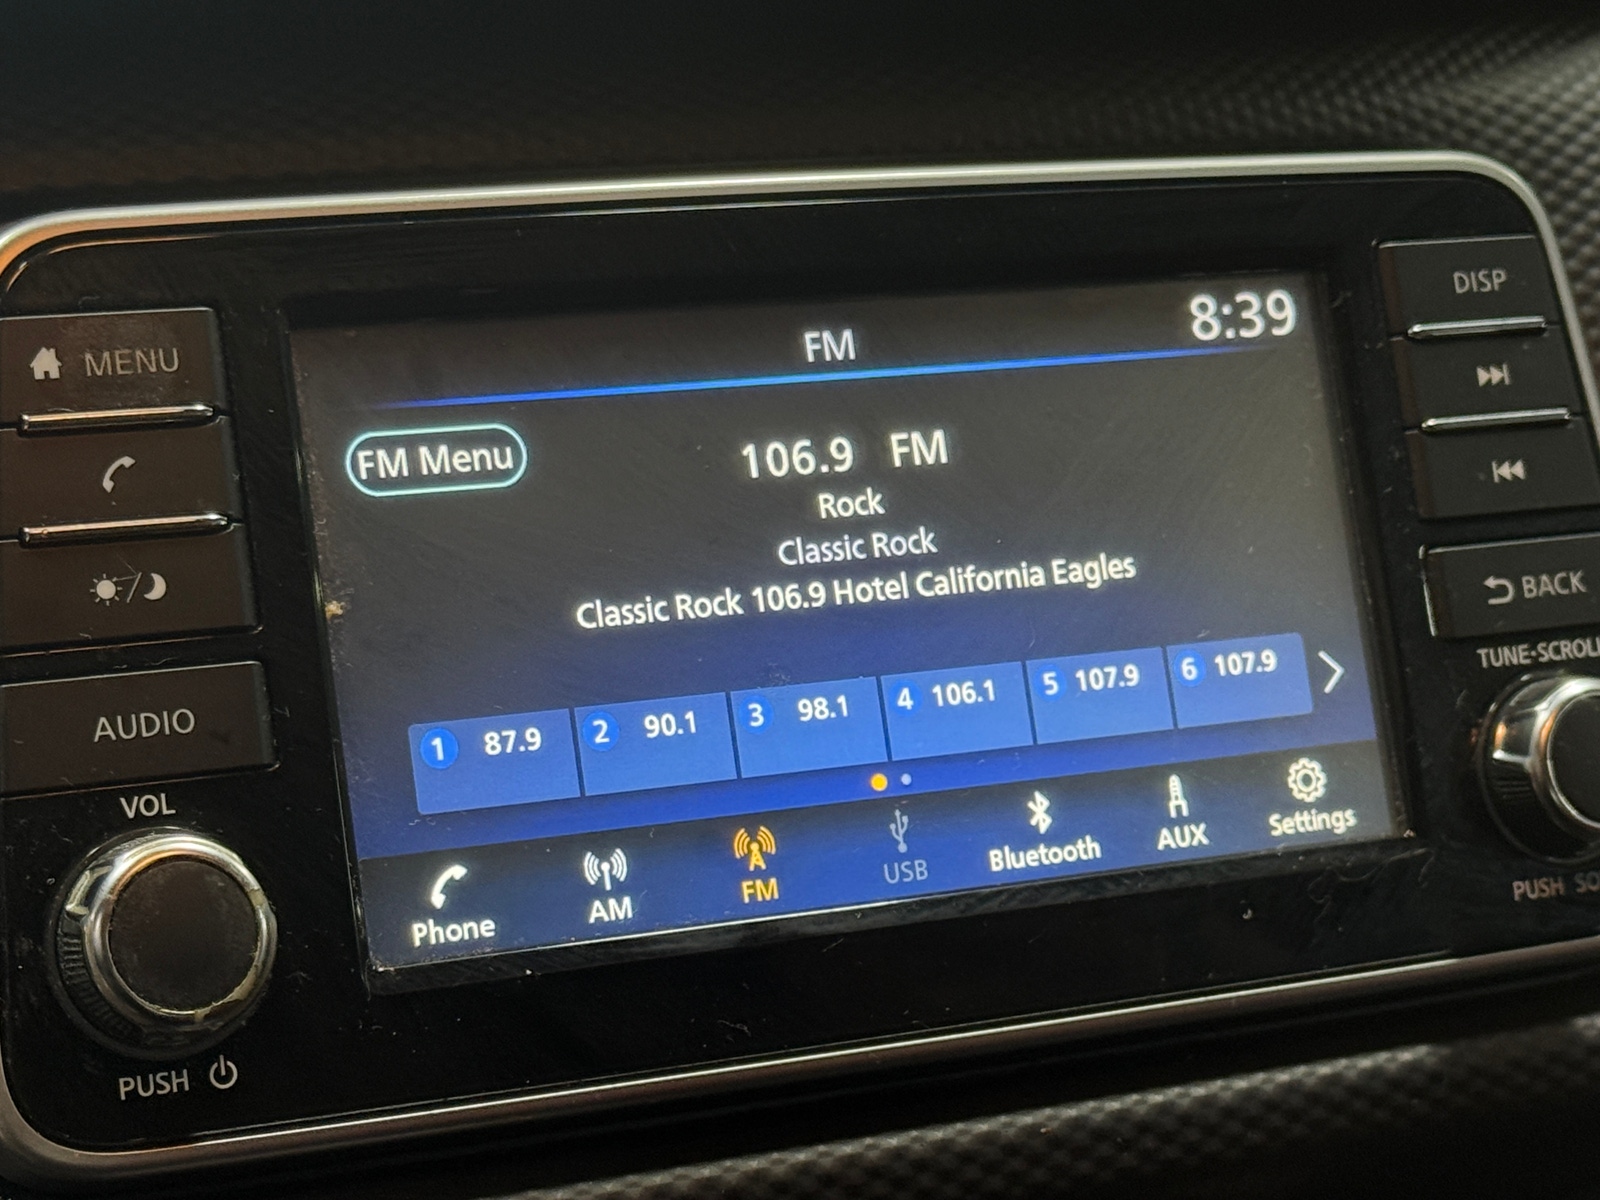 MENU
AUDIO
VOL
PUSH
FM
8:39
FM Menu
106.9 FM
Rock
Classic Rock
Classic Rock 106.9 Hotel California Eagles
1 87.9
2 90.1
3 98.1
4 106.1
5 107.9
6 107.9
Phone
AM
FM
USB
Bluetooth
AUX
Settings
DISP
BACK
TUNE·SCROLL
PUSH